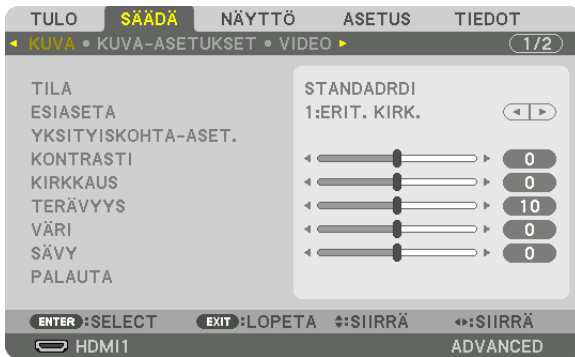 TULO SÄÄDÄ NÄYTTÖ ASETUS TIEDOT
KUVA • KUVA-ASETUKSET • VIDEO 1/2
TILA STANDADRDI
ESIASETA 1:ERIT. KIRK.
YKSITYISKOHTA-ASET.
KONTRASTI 0
KIRKKAUS 0
TERÄVYYS 10
VÄRI 0
SÄVY 0
PALAUTA
ENTER:SELECT EXIT:LOPETA :SIIRRÄ :SIIRRÄ
HDMI1 ADVANCED